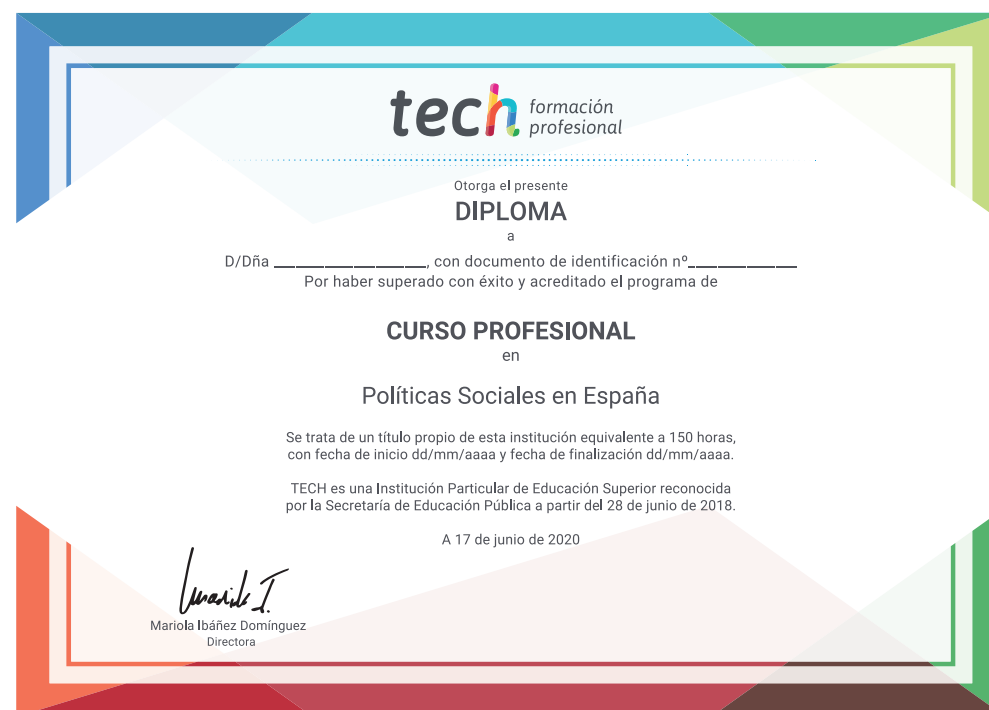 tech formación
profesional
Otorga el presente
DIPLOMA
a
D/Dña ____________________, con documento de identificación nº______________
Por haber superado con éxito y acreditado el programa de
CURSO PROFESIONAL
en
Políticas Sociales en España
Se trata de un título propio de esta institución equivalente a 150 horas,
con fecha de inicio dd/mm/aaaa y fecha de finalización dd/mm/aaaa.
TECH es una Institución Particular de Educación Superior reconocida
por la Secretaría de Educación Pública a partir del 28 de junio de 2018.
A 17 de junio de 2020
Mariola Ibáñez Domínguez
Directora